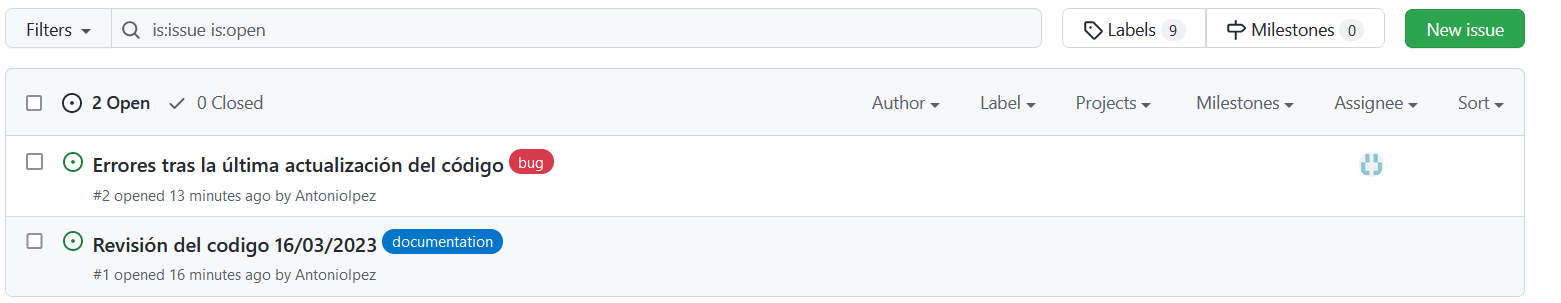 Filters is:issue is:open Labels 9 Milestones 0 New issue
2 Open 0 Closed Author Label Projects Milestones Assignee Sort
Errores tras la última actualización del código bug
#2 opened 13 minutes ago by Antoniolpez
Revisión del codigo 16/03/2023 documentation
#1 opened 16 minutes ago by Antoniolpez